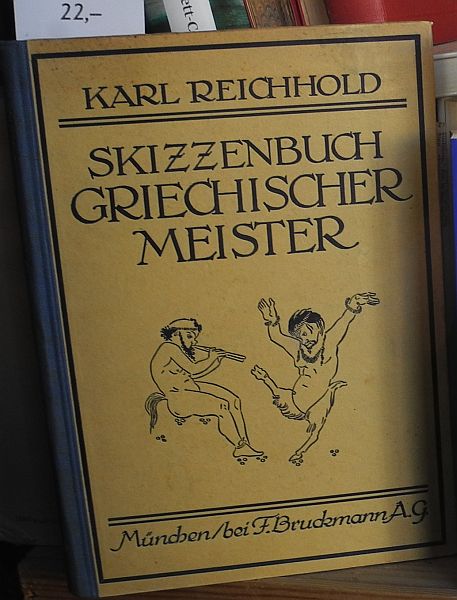 22,–
KARL REICHHOLD
SKIZZENBUCH
GRIECHISCHER
MEISTER
München/bei F. Bruckmann A.G.